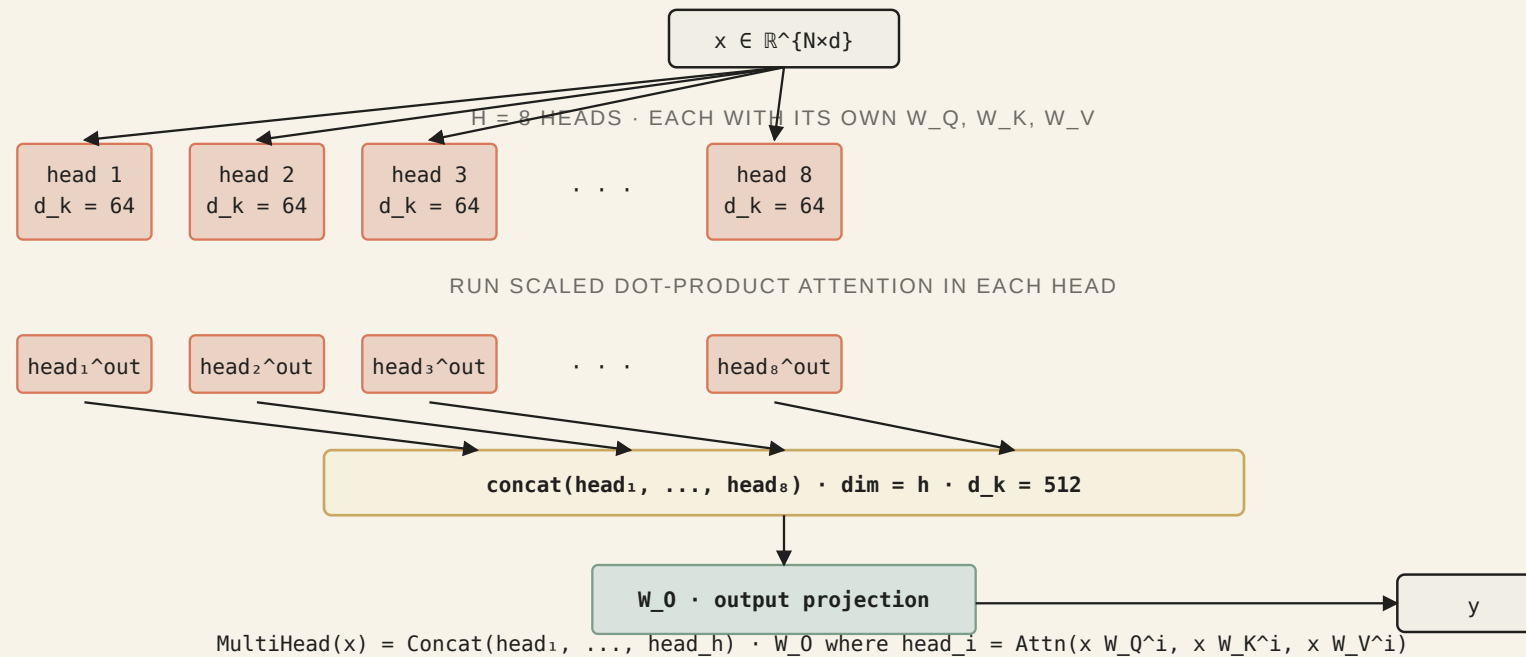 x ∈ ℝ^{N×d}
H = 8 HEADS · EACH WITH ITS OWN W_Q, W_K, W_V
head 1
d_k = 64
head 2
d_k = 64
head 3
d_k = 64
· · ·
head 8
d_k = 64
RUN SCALED DOT-PRODUCT ATTENTION IN EACH HEAD
head₁^out
head₂^out
head₃^out
· · ·
head₈^out
concat(head₁, ..., head₈) · dim = h · d_k = 512
W_O · output projection
y
MultiHead(x) = Concat(head₁, ..., head_h) · W_O where head_i = Attn(x W_Q^i, x W_K^i, x W_V^i)